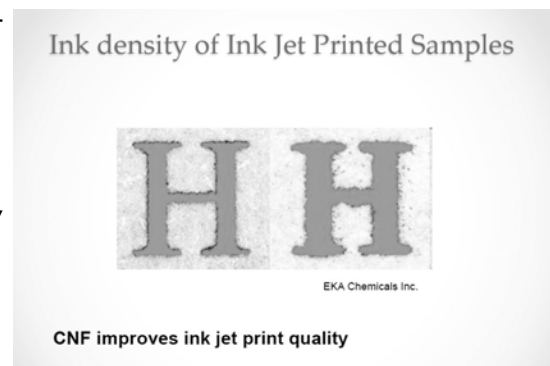 Ink density of Ink Jet Printed Samples
H H
EKA Chemicals Inc.
CNF improves ink jet print quality